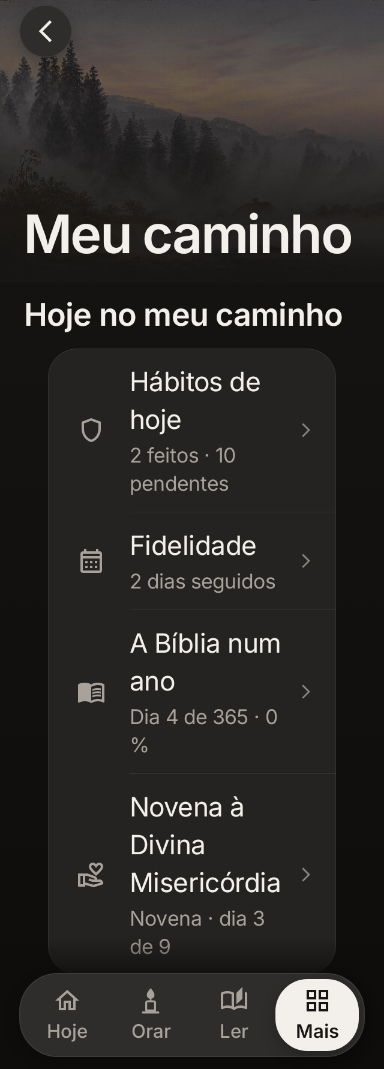 Meu caminho
Hoje no meu caminho
Hábitos de
hoje
2 feitos · 10
pendentes
Fidelidade
2 dias seguidos
A Bíblia num
ano
Dia 4 de 365 · 0
%
Novena à
Divina
Misericórdia
Novena · dia 3
de 9
Hoje
Orar
Ler
Mais